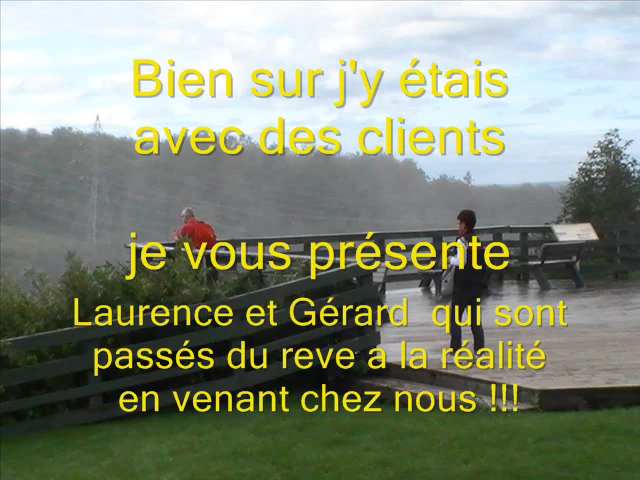 Bien sur j'y étais
avec des clients
je vous présente
Laurence et Gérard qui sont
passés du reve a la réalité
en venant chez nous !!!